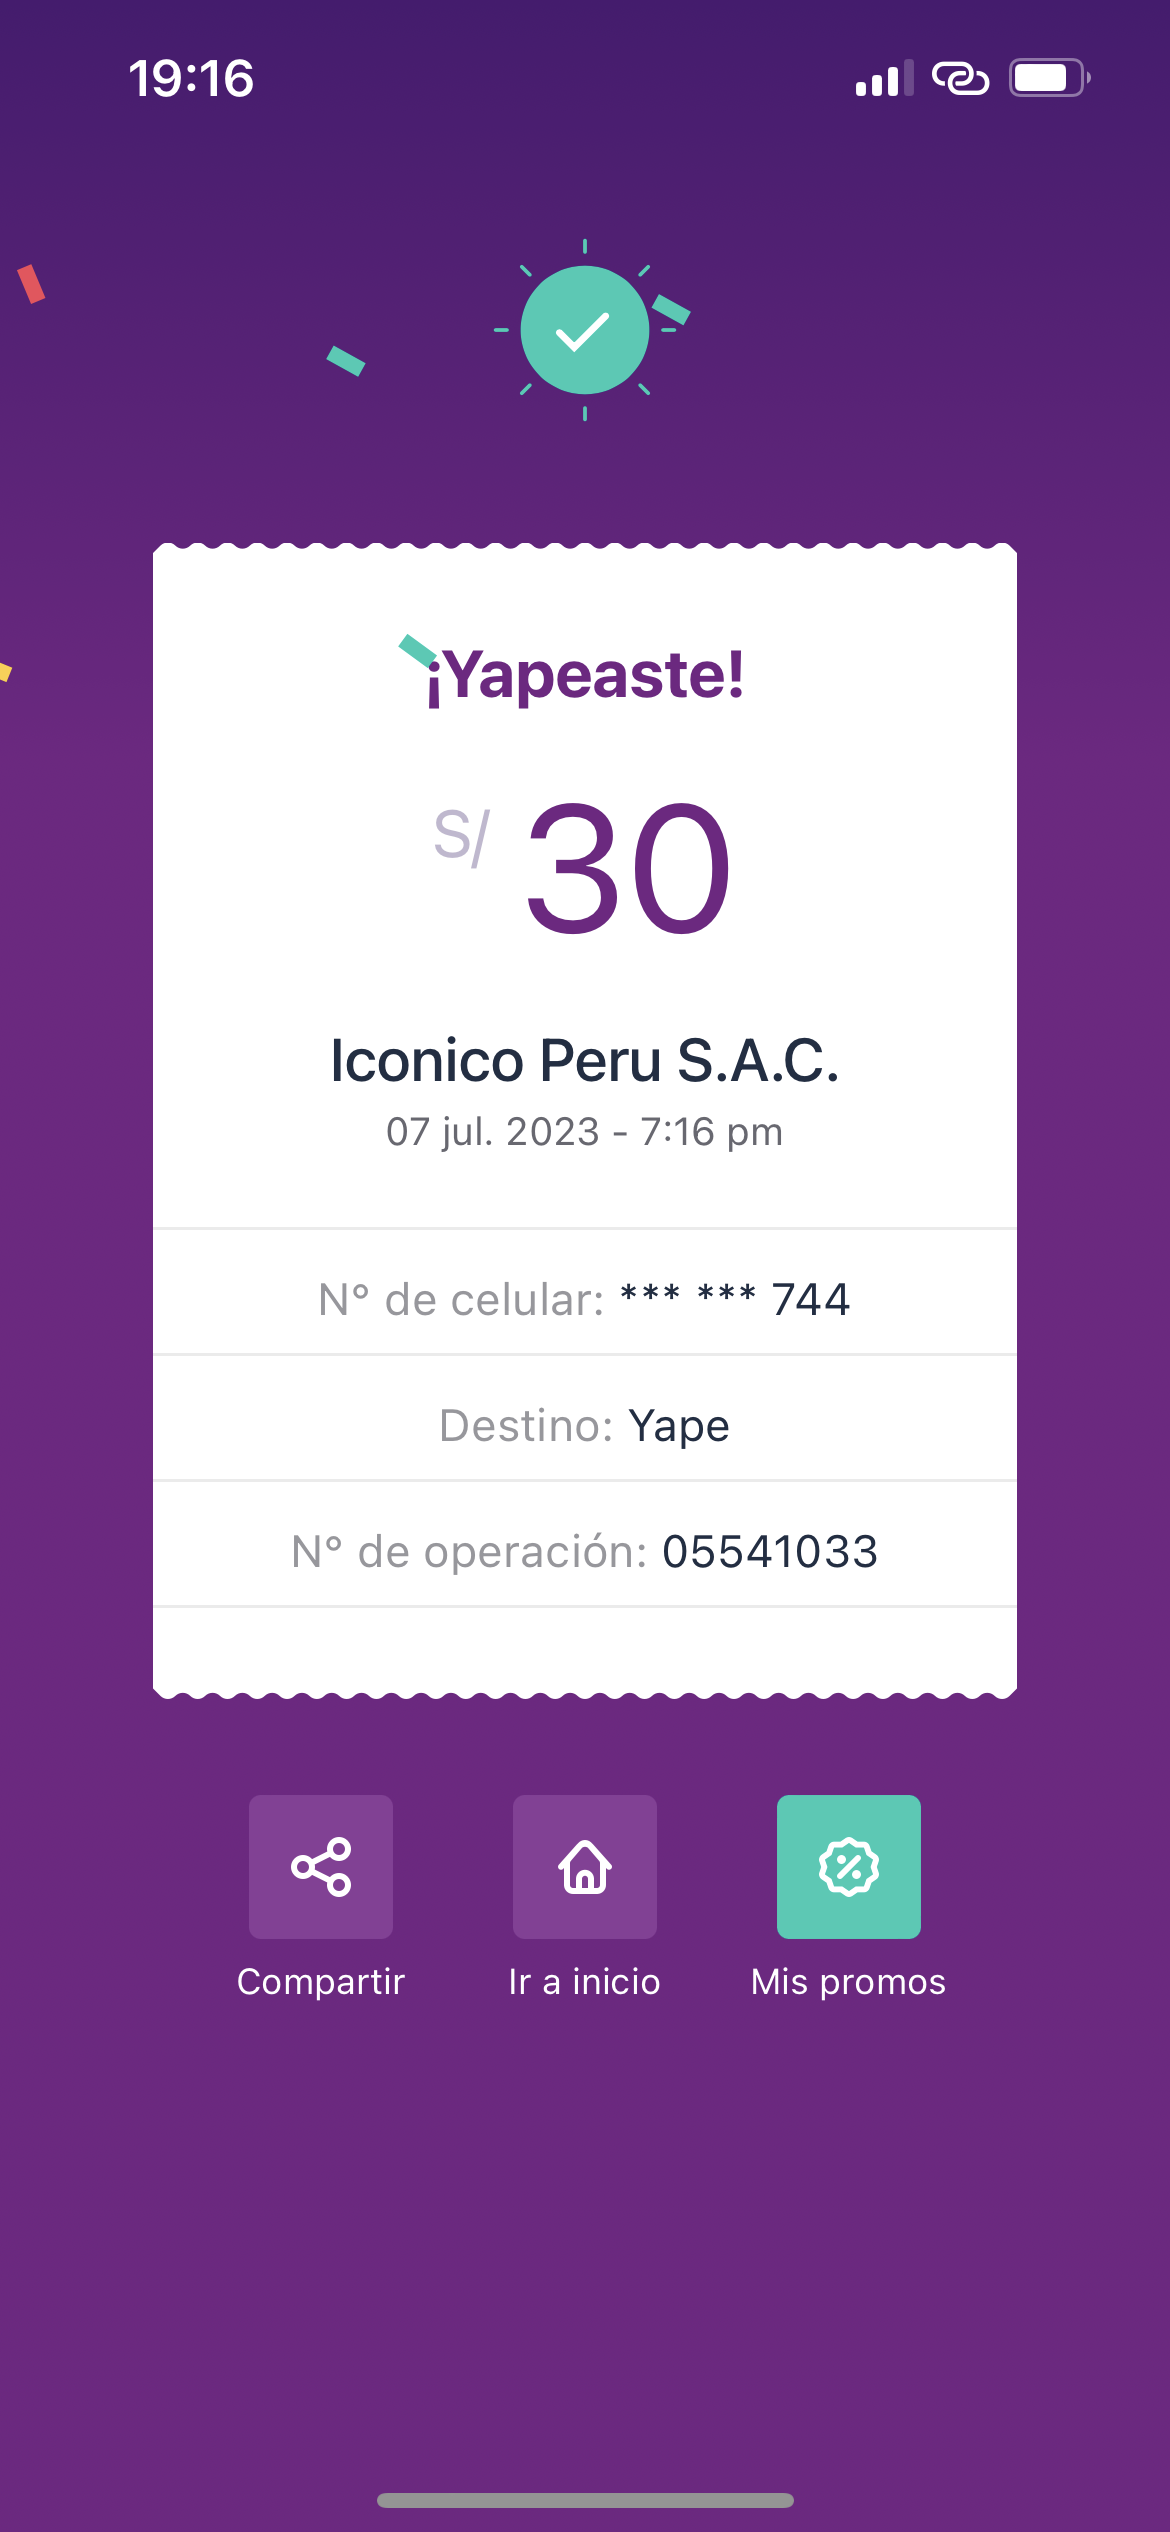 19:16
¡Yapeaste!
S/ 30
Iconico Peru S.A.C.
07 jul. 2023 - 7:16 pm
N° de celular: *** *** 744
Destino: Yape
N° de operación: 05541033
Compartir
Ir a inicio
Mis promos